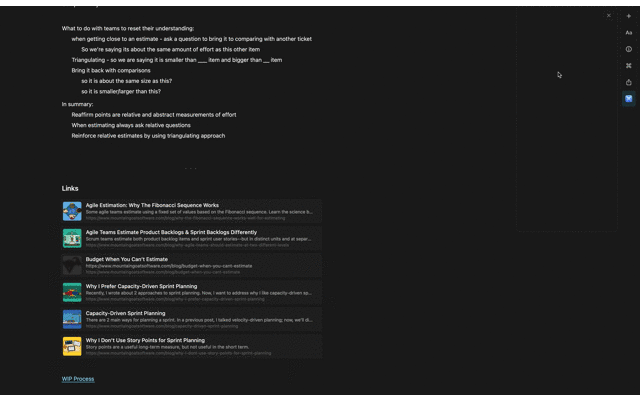 What to do with teams to reset their understanding:
when getting close to an estimate - ask a question to bring it to comparing with another ticket
So we're saying its about the same amount of effort as this other item
Triangulating - so we are saying it is smaller than ___ item and bigger than __ item
Bring it back with comparisons
so it is about the same size as this?
so it is smaller/larger than this?
In summary:
Reaffirm points are relative and abstract measurements of effort
When estimating always ask relative questions
Reinforce relative estimates by using triangulating approach
. . .
Links
Agile Estimation: Why The Fibonacci Sequence Works
Some agile teams estimate using a fixed set of values based on the Fibonacci sequence. Learn the science b...
https://www.mountaingoatsoftware.com/blog/why-the-fibonacci-sequence-works-well-for-estimating
Agile Teams Estimate Product Backlogs & Sprint Backlogs Differently
Scrum teams estimate both product backlog items and sprint user stories—but in distinct units and at separ...
Budget When You Can't Estimate
https://www.mountaingoatsoftware.com/blog/budget-when-you-cant-estimate
https://www.mountaingoatsoftware.com/blog/budget-when-you-cant-estimate
Why I Prefer Capacity-Driven Sprint Planning
Recently, I wrote about 2 approaches to sprint planning. Now, I want to address why I like capacity-driven sp...
https://www.mountaingoatsoftware.com/blog/why-i-prefer-capacity-driven-sprint-planning
Capacity-Driven Sprint Planning
There are 2 main ways for planning a sprint. In a previous post, I talked velocity-driven planning; now, we'll di...
https://www.mountaingoatsoftware.com/blog/capacity-driven-sprint-planning
Why I Don't Use Story Points for Sprint Planning
Story points are a useful long-term measure, but not useful in the short term.
https://www.mountaingoatsoftware.com/blog/why-i-dont-use-story-points-for-sprint-planning
WIP Process
Aa